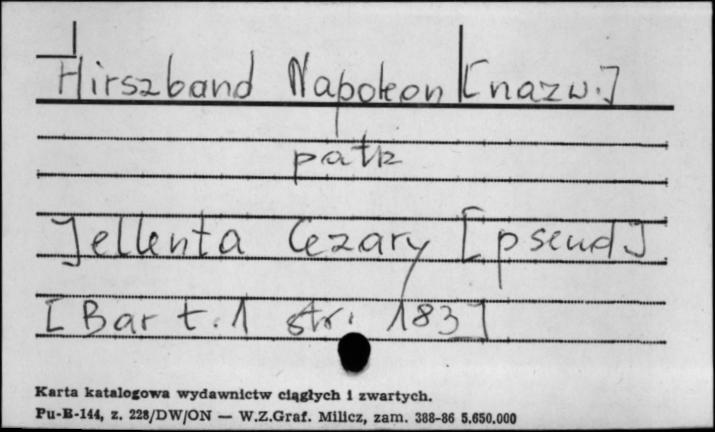 Hirszband Napoleon [nazw.]
patrz
Jellenta Cezary [pseud]
[Bar t. 1 str. 183]
Karta katalogowa wydawnictw ciągłych i zwartych.
Pu-B-144, z. 228/DW/ON — W.Z.Graf. Milicz, zam. 388-86 5.650.000